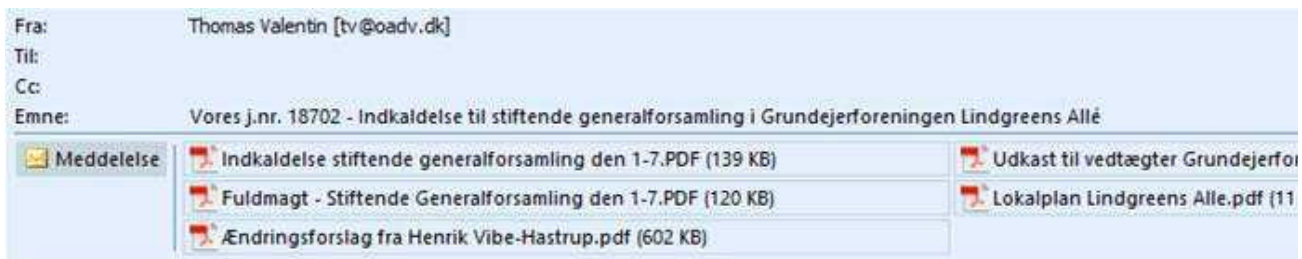 Fra: Thomas Valentin [tv@oadv.dk]
Til:
Cc:
Emne: Vores j.nr. 18702 - Indkaldelse til stiftende generalforsamling i Grundejerforeningen Lindgreens Allé
Meddelelse Indkaldelse stiftende generalforsamling den 1-7.PDF (139 KB) Udkast til vedtægter Grundejerfor
Fuldmagt - Stiftende Generalforsamling den 1-7.PDF (120 KB) Lokalplan Lindgreens Alle.pdf (11
Ændringsforslag fra Henrik Vibe-Hastrup.pdf (602 KB)